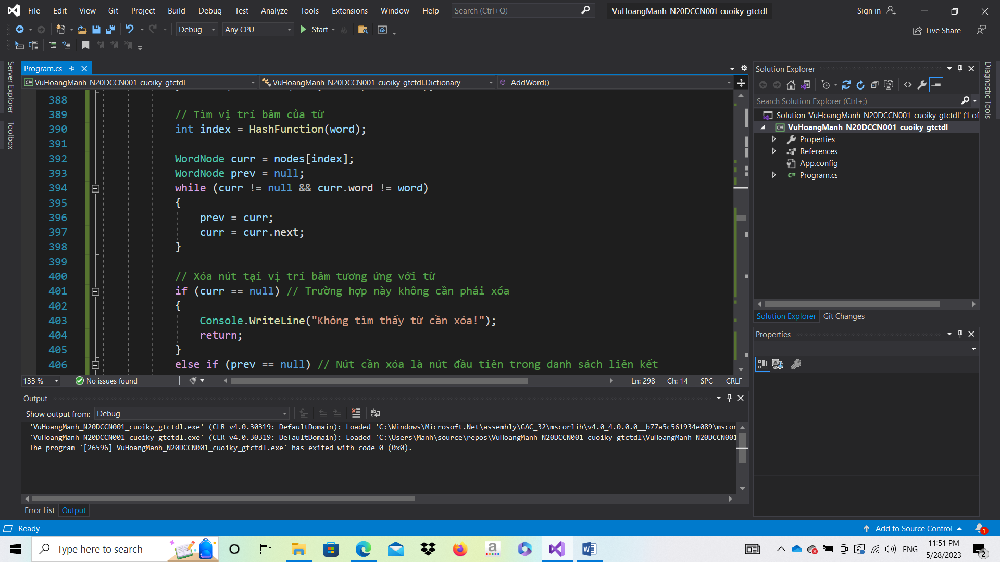 File Edit View Git Project Build Debug Test Analyze Tools Extensions Window Help Search (Ctrl+Q) VuHoangManh_N20DCCN001_cuoiky_gtctdl Sign in
Debug Any CPU Start Live Share
Server Explorer
Toolbox
Program.cs
VuHoangManh_N20DCCN001_cuoiky_gtctdl VuHoangManh_N20DCCN001_cuoiky_gtctdl.Dictionary AddWord()
388
389 // Tìm vị trí băm của từ
390 int index = HashFunction(word);
391
392 WordNode curr = nodes[index];
393 WordNode prev = null;
394 while (curr != null && curr.word != word)
395 {
396 prev = curr;
397 curr = curr.next;
398 }
399
400 // Xóa nút tại vị trí băm tương ứng với từ
401 if (curr == null) // Trường hợp này không cần phải xóa
402 {
403 Console.WriteLine("Không tìm thấy từ cần xóa!");
404 return;
405 }
406 else if (prev == null) // Nút cần xóa là nút đầu tiên trong danh sách liên kết
133 % No issues found Ln: 298 Ch: 14 SPC CRLF
Output
Show output from: Debug
'VuHoangManh_N20DCCN001_cuoiky_gtctdl.exe' (CLR v4.0.30319: DefaultDomain): Loaded 'C:\Windows\Microsoft.Net\assembly\GAC_32\mscorlib\v4.0_4.0.0.0__b77a5c561934e089\mscor
'VuHoangManh_N20DCCN001_cuoiky_gtctdl.exe' (CLR v4.0.30319: DefaultDomain): Loaded 'C:\Users\Manh\source\repos\VuHoangManh_N20DCCN001_cuoiky_gtctdl\VuHoangManh_N20DCCN001
The program '[26596] VuHoangManh_N20DCCN001_cuoiky_gtctdl.exe' has exited with code 0 (0x0).
Error List Output
Solution Explorer
Search Solution Explorer (Ctrl+;)
Solution 'VuHoangManh_N20DCCN001_cuoiky_gtctdl' (1 of
VuHoangManh_N20DCCN001_cuoiky_gtctdl
Properties
References
App.config
Program.cs
Solution Explorer Git Changes
Properties
Diagnostic Tools
Ready Add to Source Control 1
Type here to search ENG 11:51 PM
5/28/2023 2